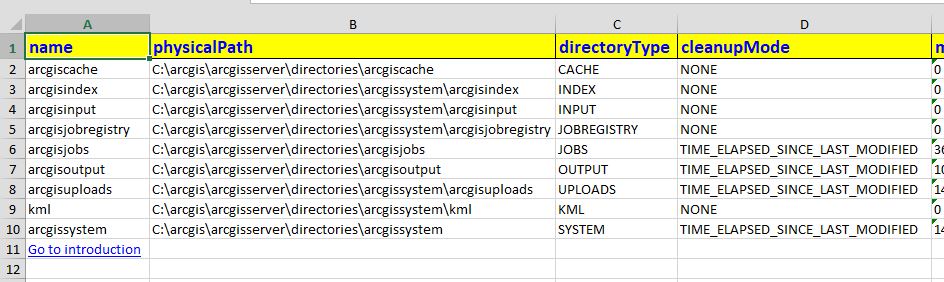 A B C D
1 name physicalPath directoryType cleanupMode
2 arcgiscache C:\arcgis\arcgisserver\directories\arcgiscache CACHE NONE 0
3 arcgisindex C:\arcgis\arcgisserver\directories\arcgissystem\arcgisindex INDEX NONE 0
4 arcgisinput C:\arcgis\arcgisserver\directories\arcgissystem\arcgisinput INPUT NONE 0
5 arcgisjobregistry C:\arcgis\arcgisserver\directories\arcgissystem\arcgisjobregistry JOBREGISTRY NONE 0
6 arcgisjobs C:\arcgis\arcgisserver\directories\arcgisjobs JOBS TIME_ELAPSED_SINCE_LAST_MODIFIED 36
7 arcgisoutput C:\arcgis\arcgisserver\directories\arcgisoutput OUTPUT TIME_ELAPSED_SINCE_LAST_MODIFIED 10
8 arcgisuploads C:\arcgis\arcgisserver\directories\arcgissystem\arcgisuploads UPLOADS TIME_ELAPSED_SINCE_LAST_MODIFIED 14
9 kml C:\arcgis\arcgisserver\directories\arcgissystem\kml KML NONE 0
10 arcgissystem C:\arcgis\arcgisserver\directories\arcgissystem SYSTEM TIME_ELAPSED_SINCE_LAST_MODIFIED 14
11 Go to introduction
12